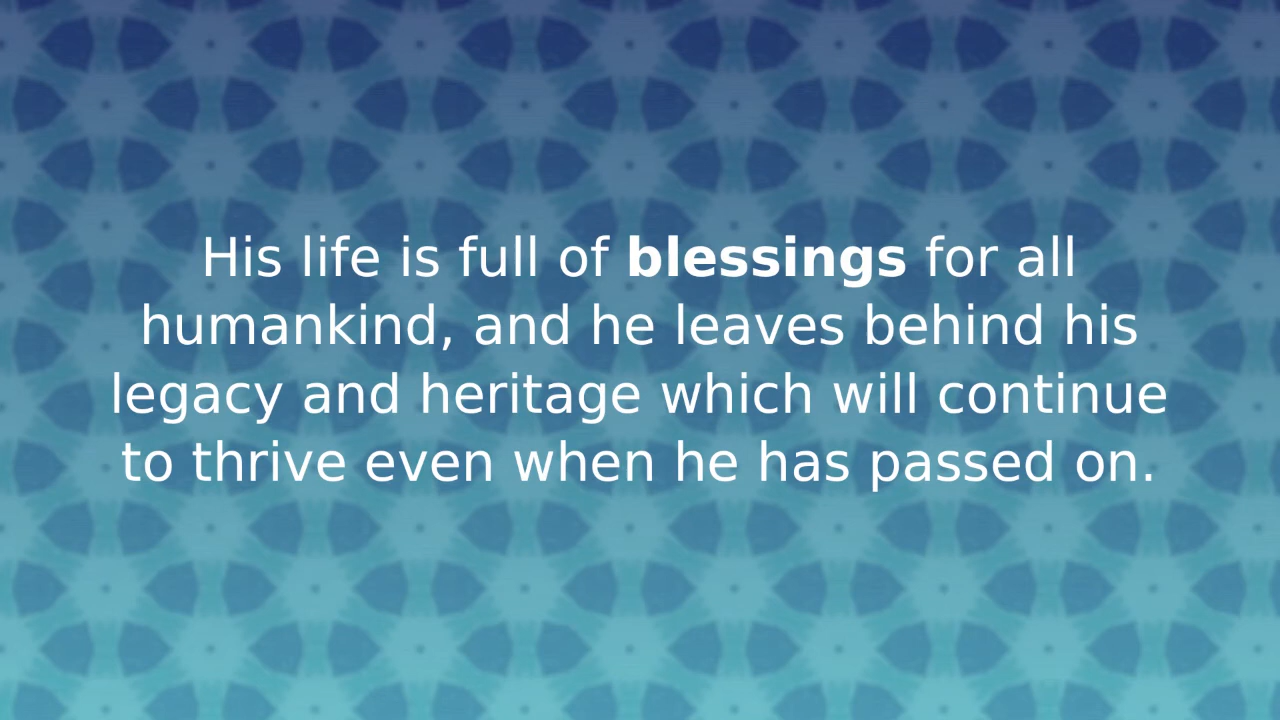 His life is full of blessings for all
humankind, and he leaves behind his
legacy and heritage which will continue
to thrive even when he has passed on.